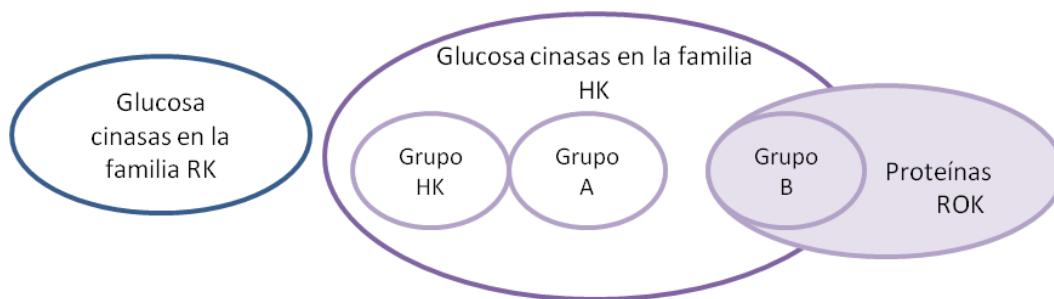 Glucosa
cinasas en la
familia RK
Glucosa cinasas en la familia
HK
Grupo
HK
Grupo
A
Grupo
B
Proteínas
ROK